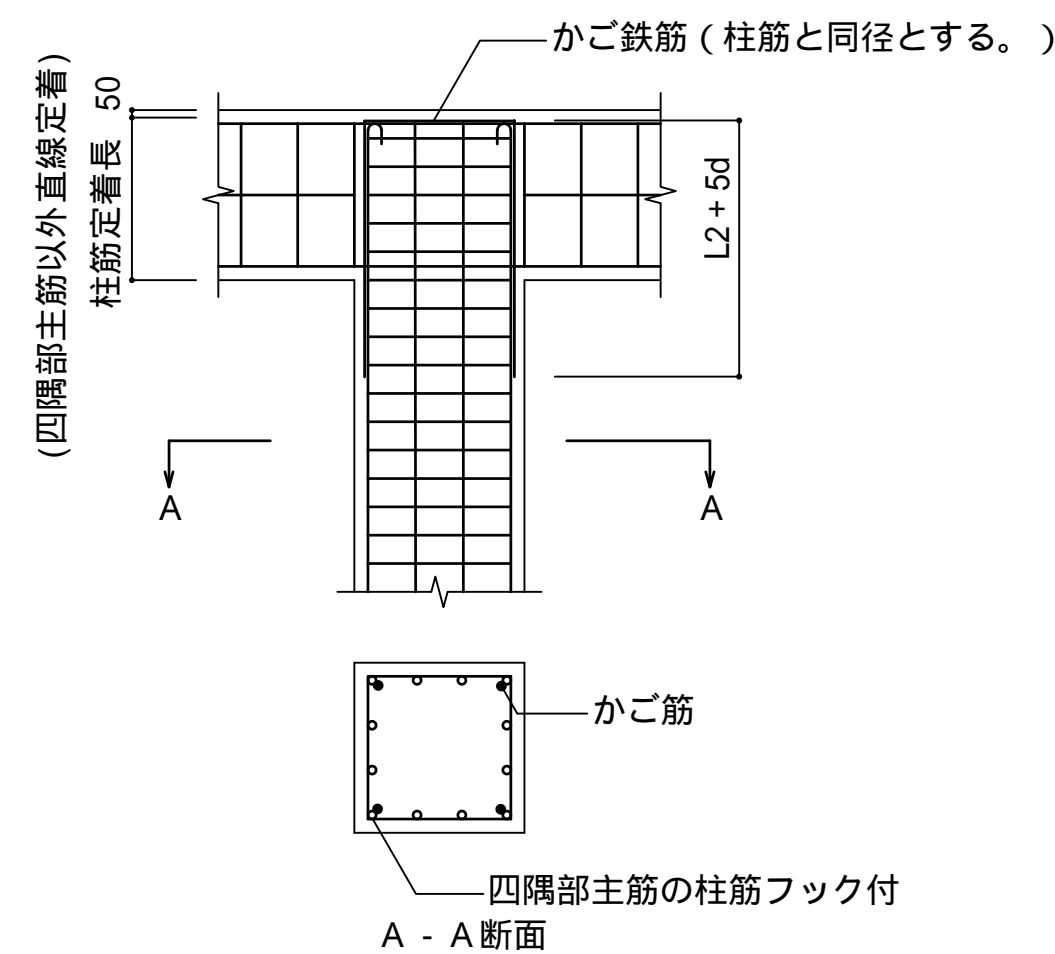 かご鉄筋（柱筋と同径とする。）
(四隅部主筋以外直線定着)
柱筋定着長 50
L2＋5d
A
A
かご筋
四隅部主筋の柱筋フック付
A - A断面